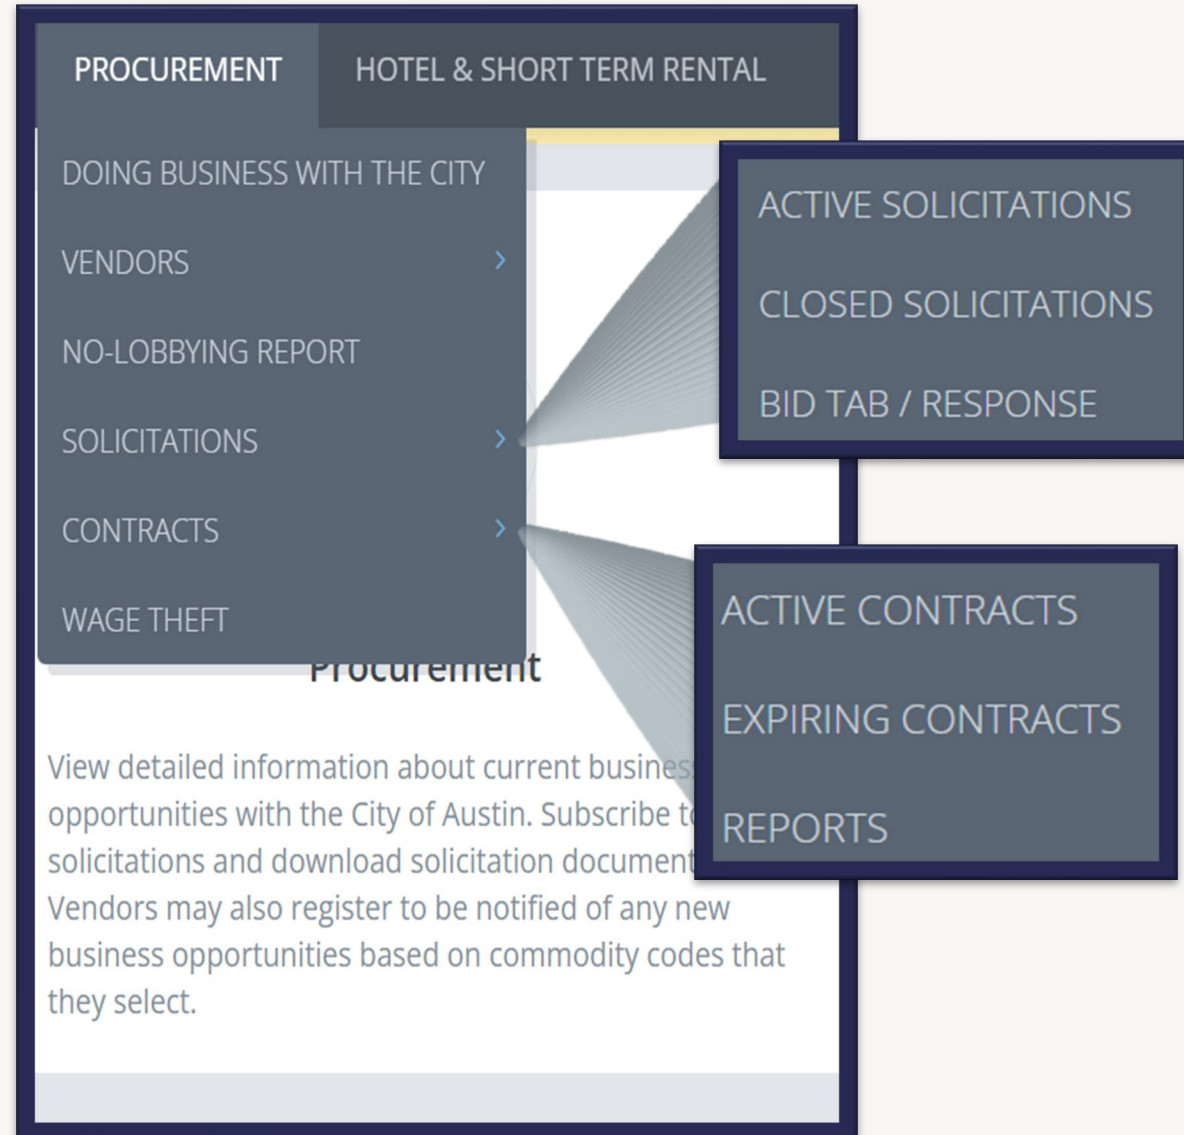 PROCUREMENT HOTEL & SHORT TERM RENTAL
DOING BUSINESS WITH THE CITY
VENDORS
NO-LOBBYING REPORT
SOLICITATIONS
CONTRACTS
WAGE THEFT
ACTIVE SOLICITATIONS
CLOSED SOLICITATIONS
BID TAB / RESPONSE
ACTIVE CONTRACTS
EXPIRING CONTRACTS
REPORTS
Procurement
View detailed information about current busines
opportunities with the City of Austin. Subscribe to
solicitations and download solicitation document
Vendors may also register to be notified of any new
business opportunities based on commodity codes that
they select.